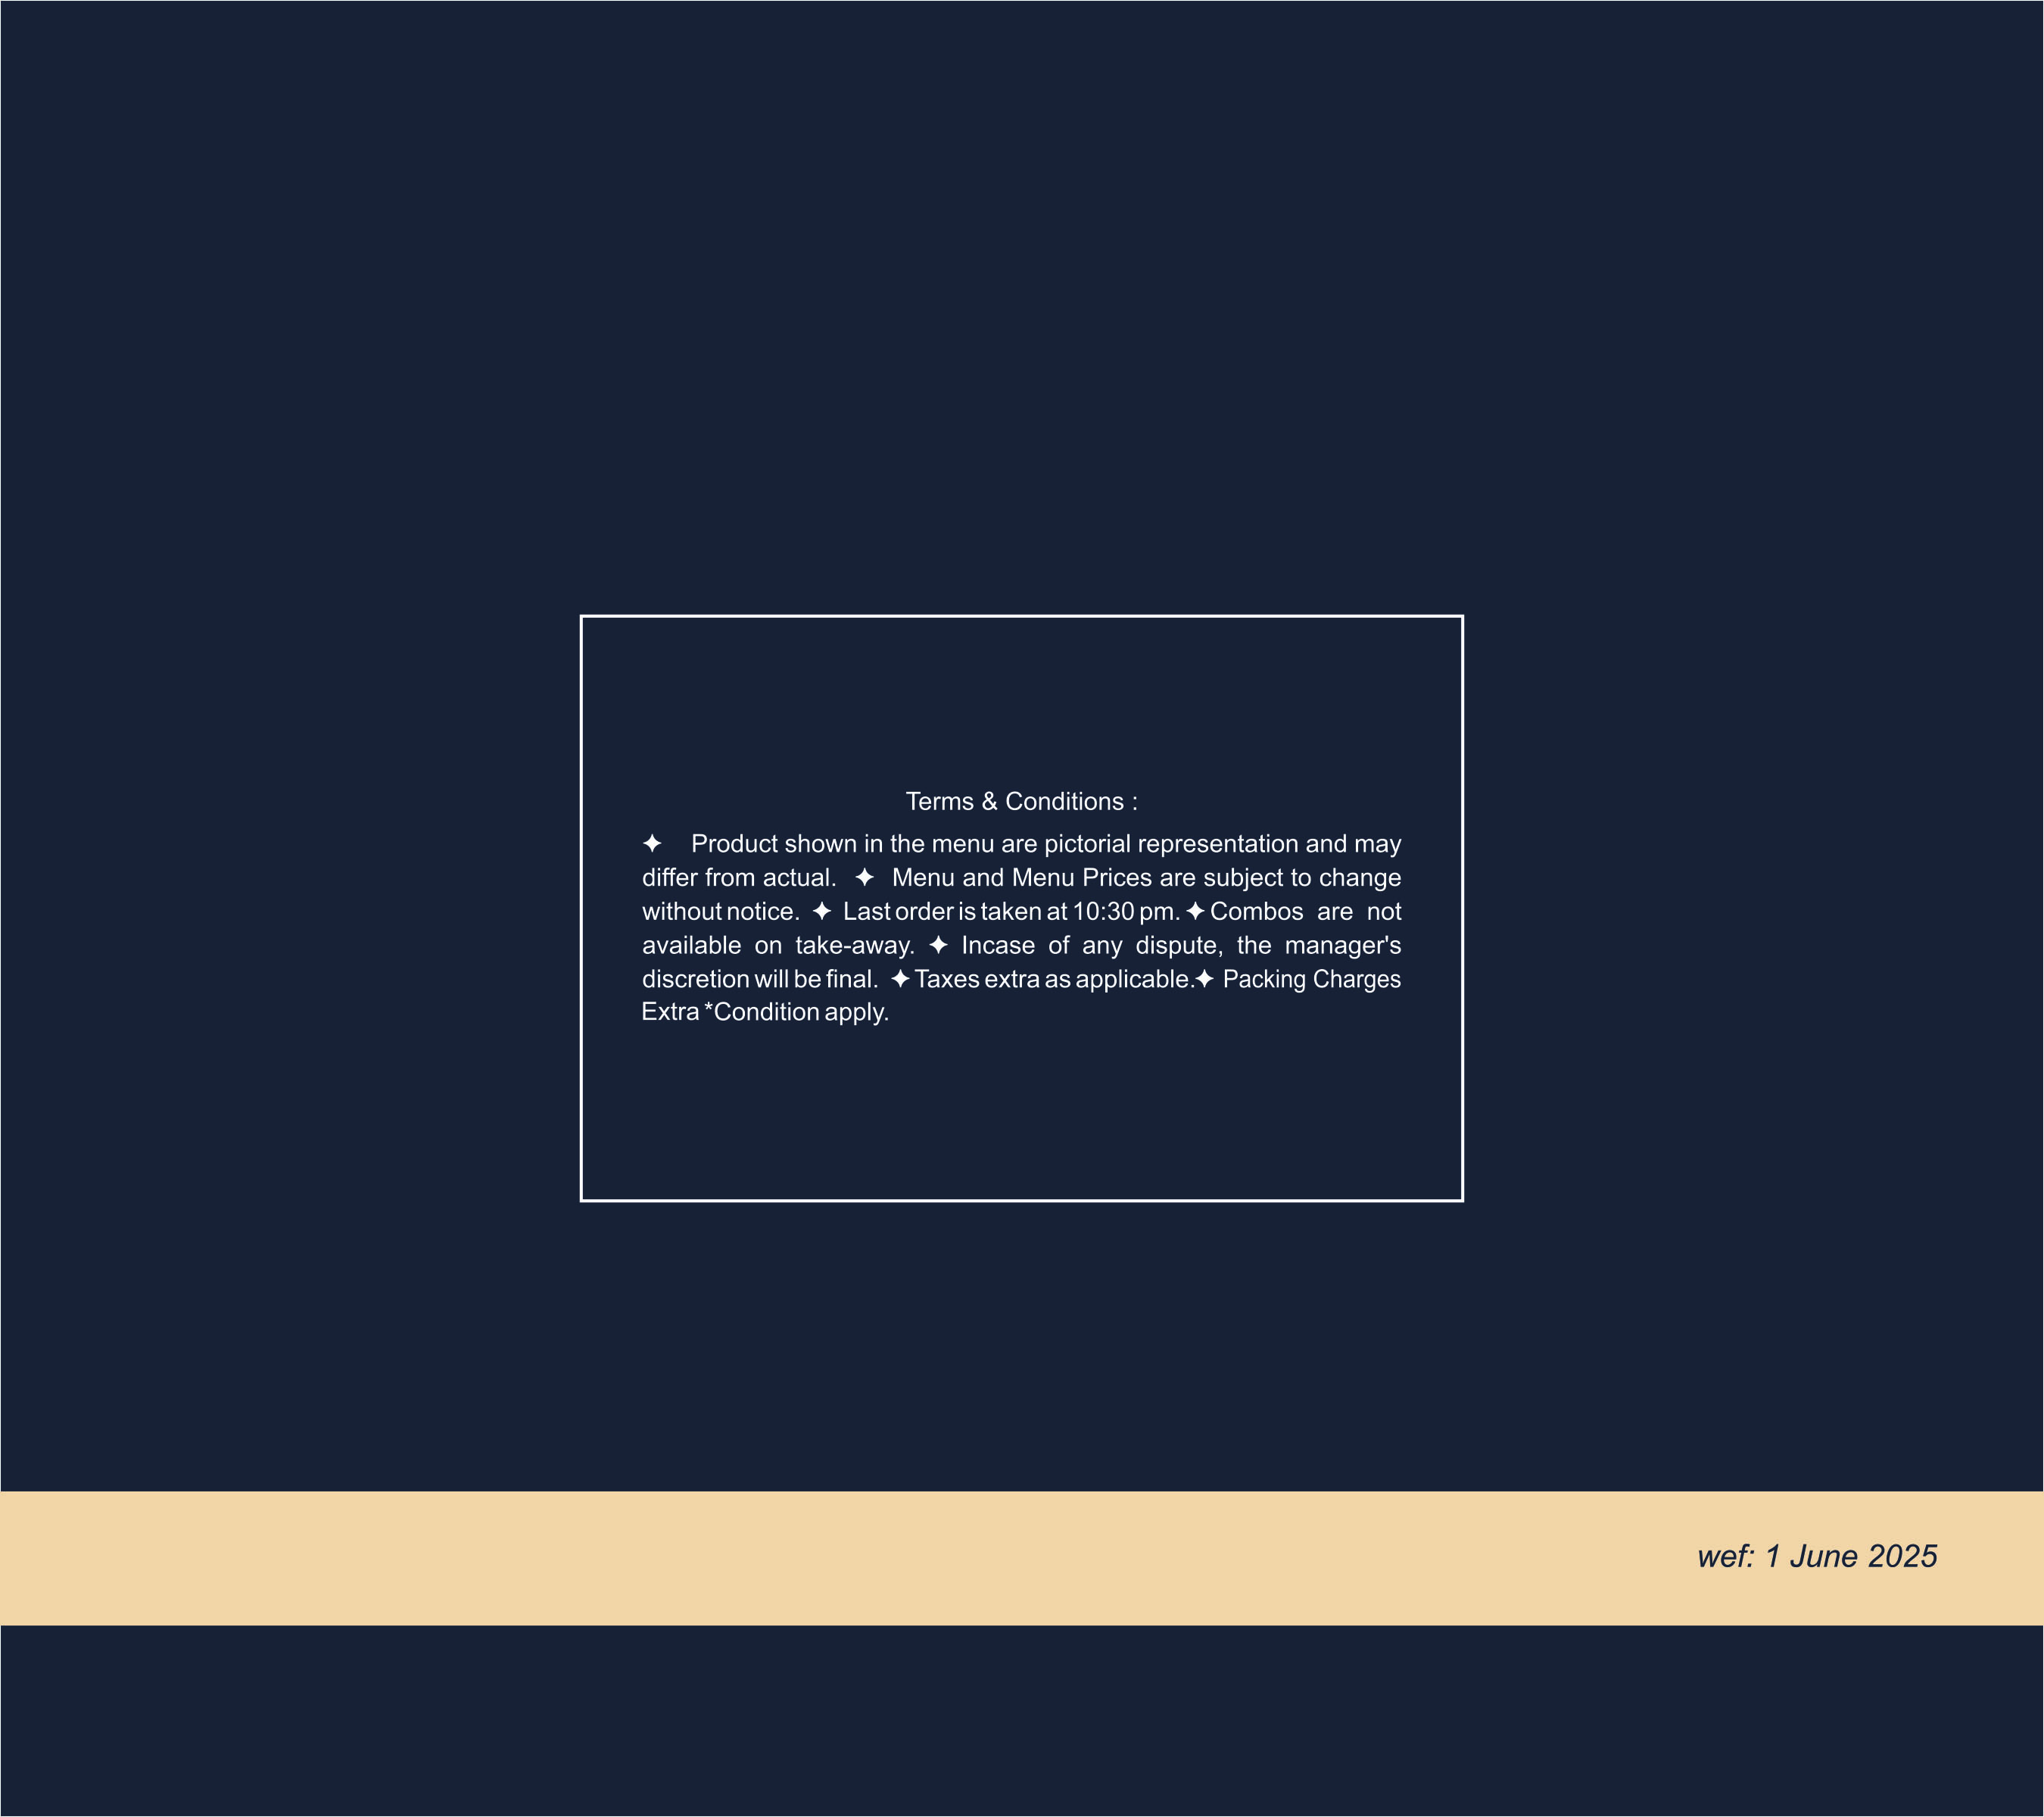 Terms & Conditions :
✦ Product shown in the menu are pictorial representation and may
differ from actual. ✦ Menu and Menu Prices are subject to change
without notice. ✦ Last order is taken at 10:30 pm. ✦ Combos are not
available on take-away. ✦ Incase of any dispute, the manager's
discretion will be final. ✦ Taxes extra as applicable.✦ Packing Charges
Extra *Condition apply.
wef: 1 June 2025